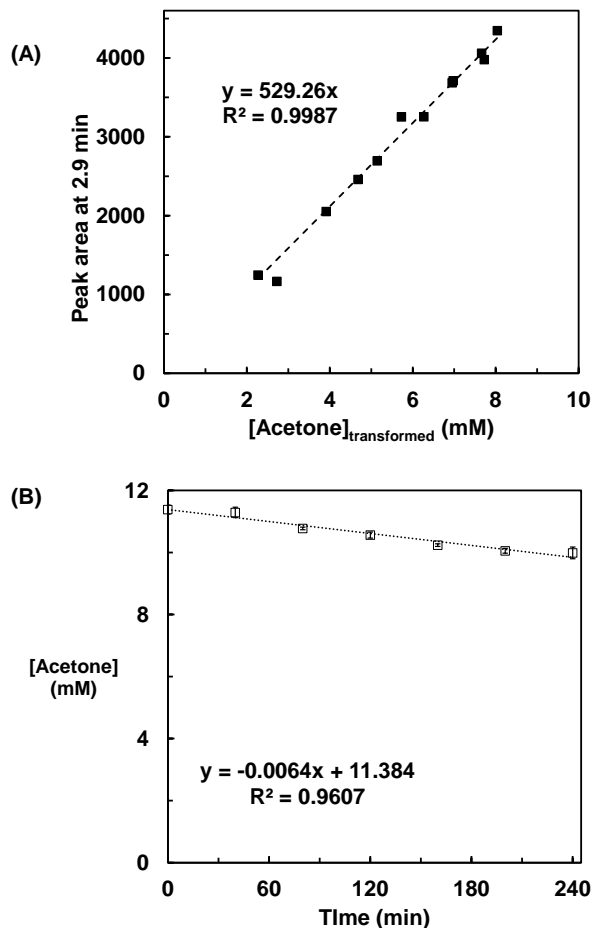 (A)
Peak area at 2.9 min
4000
3000
2000
1000
0
y = 529.26x
R² = 0.9987
0 2 4 6 8 10
[Acetone]transformed (mM)
(B)
[Acetone]
(mM)
12
8
4
0
y = -0.0064x + 11.384
R² = 0.9607
0 60 120 180 240
TIme (min)